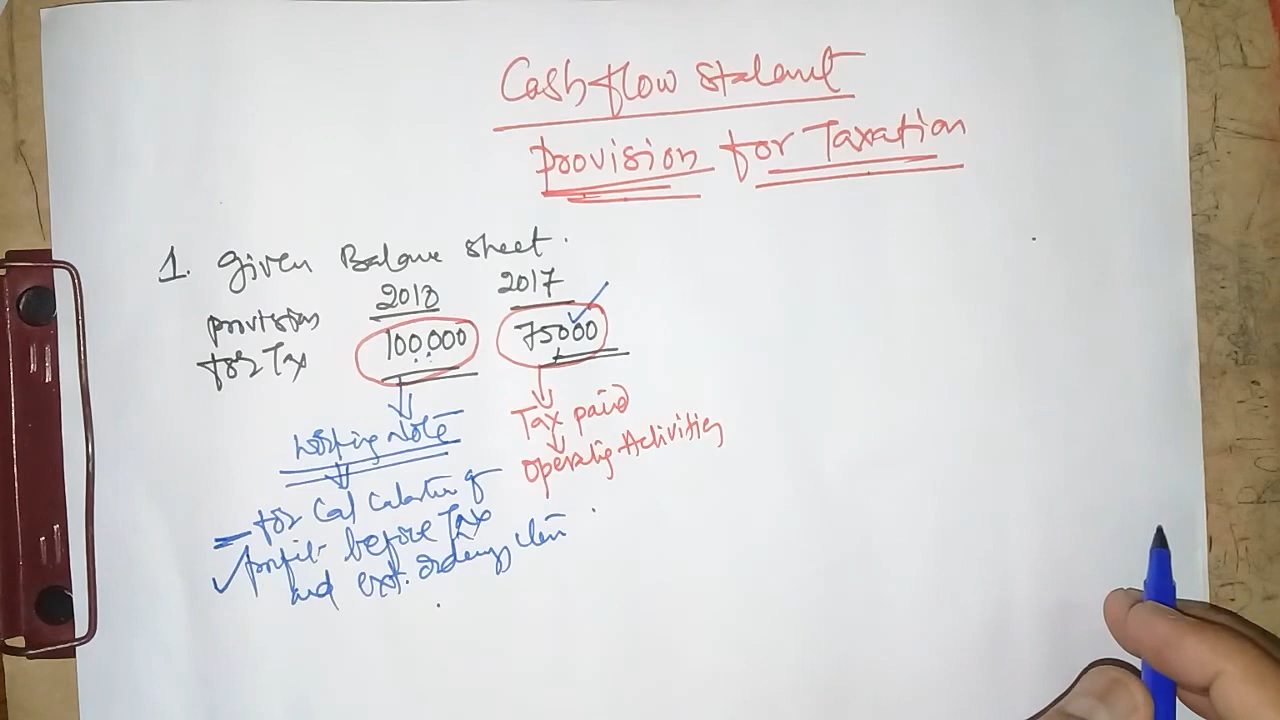 Cash flow statement
Provision for Taxation
1. Given Balance sheet.
2018 2017
provision
for Tax 100,000 75000
Working Note
Tax paid
Operating Activities
for Calculation of
profit before Tax
and ext. ordinary item